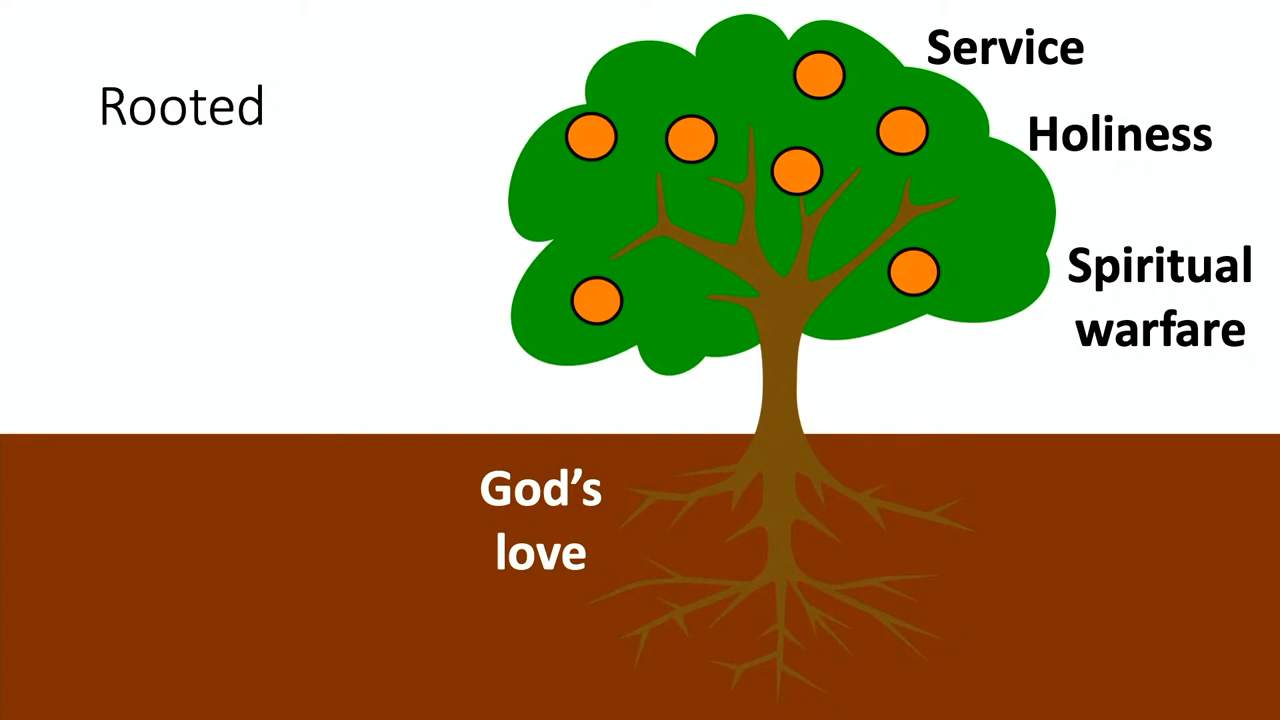 Rooted
Service
Holiness
Spiritual
warfare
God’s
love